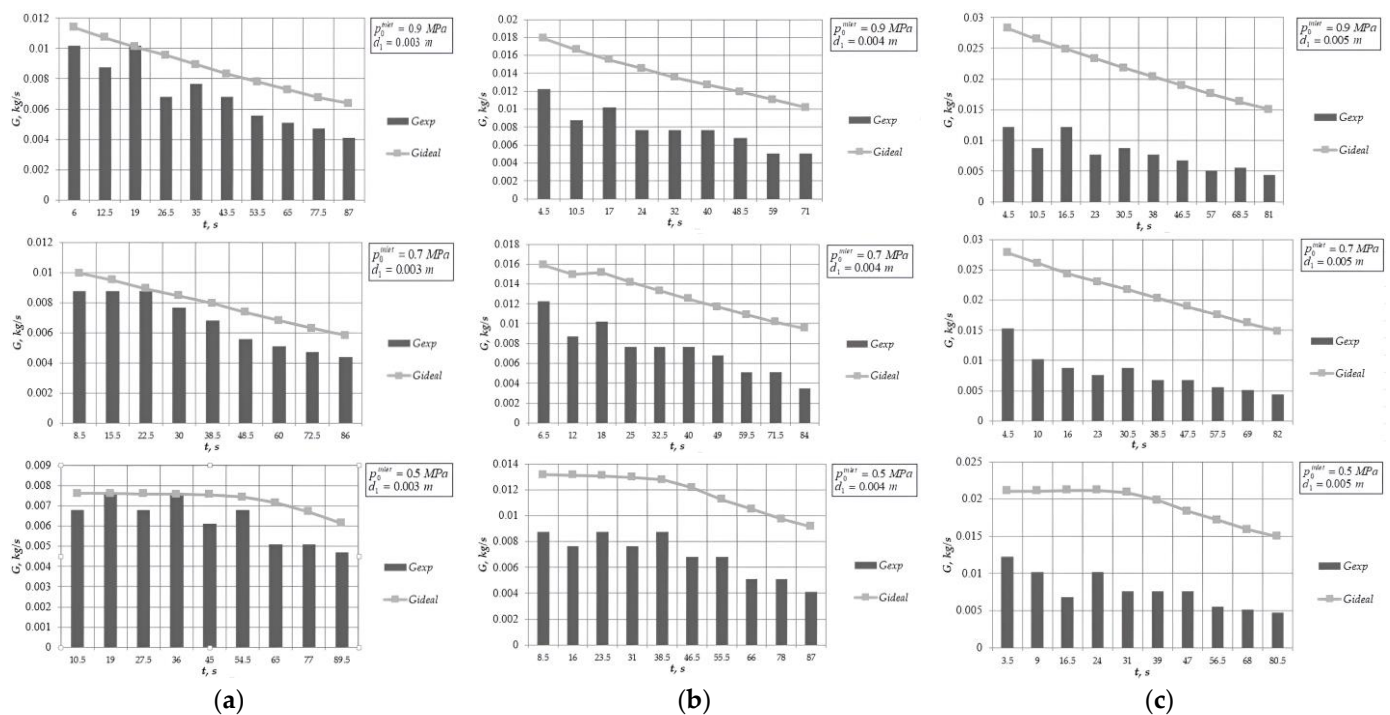 0.012
0.01
0.008
0.006
0.004
0.002
0
G, kg/s
6 12.5 19 26.5 35 43.5 53.5 65 77.5 87
t, s
p₀^inlet = 0.9 MPa
d₁ = 0.003 m
Gexp
Gideal
0.02
0.018
0.016
0.014
0.012
0.01
0.008
0.006
0.004
0.002
0
G, kg/s
4.5 10.5 17 24 32 40 48.5 59 71
t, s
p₀^inlet = 0.9 MPa
d₁ = 0.004 m
Gexp
Gideal
0.03
0.025
0.02
0.015
0.01
0.005
0
G, kg/s
4.5 10.5 16.5 23 30.5 38 46.5 57 68.5 81
t, s
p₀^inlet = 0.9 MPa
d₁ = 0.005 m
Gexp
Gideal
0.012
0.01
0.008
0.006
0.004
0.002
0
G, kg/s
8.5 15.5 22.5 30 38.5 48.5 60 72.5 86
t, s
p₀^inlet = 0.7 MPa
d₁ = 0.003 m
Gexp
Gideal
0.018
0.016
0.014
0.012
0.01
0.008
0.006
0.004
0.002
0
G, kg/s
6.5 12 18 25 32.5 40 49 59.5 71.5 84
t, s
p₀^inlet = 0.7 MPa
d₁ = 0.004 m
Gexp
Gideal
0.03
0.025
0.02
0.015
0.01
0.005
0
G, kg/s
4.5 10 16 23 30.5 38.5 47.5 57.5 69 82
t, s
p₀^inlet = 0.7 MPa
d₁ = 0.005 m
Gexp
Gideal
0.009
0.008
0.007
0.006
0.005
0.004
0.003
0.002
0.001
0
G, kg/s
10.5 19 27.5 36 45 54.5 65 77 89.5
t, s
p₀^inlet = 0.5 MPa
d₁ = 0.003 m
Gexp
Gideal
0.014
0.012
0.01
0.008
0.006
0.004
0.002
0
G, kg/s
8.5 16 23.5 31 38.5 46.5 55.5 66 78 87
t, s
p₀^inlet = 0.5 MPa
d₁ = 0.004 m
Gexp
Gideal
0.025
0.02
0.015
0.01
0.005
0
G, kg/s
3.5 9 16.5 24 31 39 47 56.5 68 80.5
t, s
p₀^inlet = 0.5 MPa
d₁ = 0.005 m
Gexp
Gideal
(a) (b) (c)